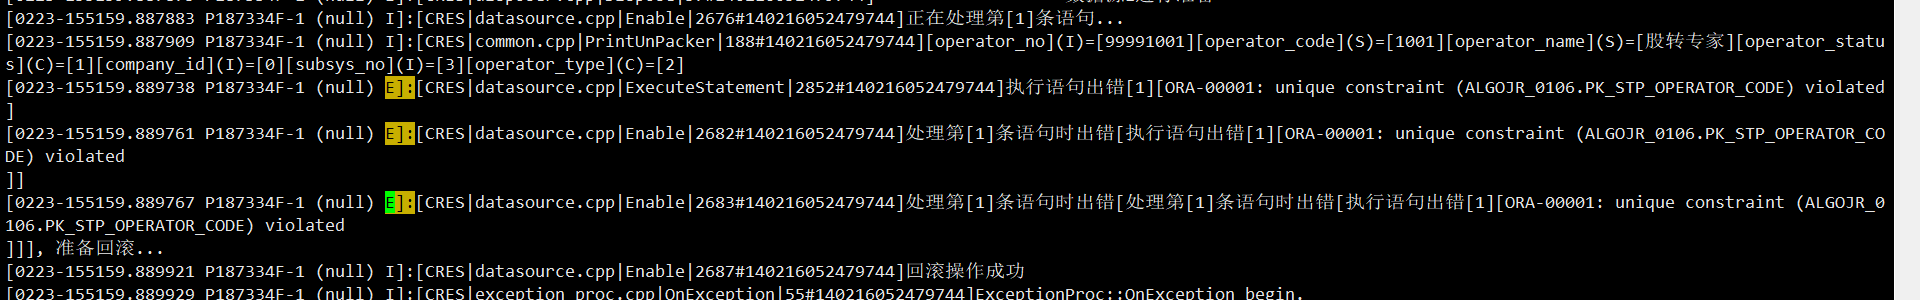 [0223-155159.887883 P187334F-1 (null) I]:[CRES|datasource.cpp|Enable|2676#140216052479744]正在处理第[1]条语句...
[0223-155159.887909 P187334F-1 (null) I]:[CRES|common.cpp|PrintUnPacker|188#140216052479744][operator_no](I)=[99991001][operator_code](S)=[1001][operator_name](S)=[股转专家][operator_statu
s](C)=[1][company_id](I)=[0][subsys_no](I)=[3][operator_type](C)=[2]
[0223-155159.889738 P187334F-1 (null) E]:[CRES|datasource.cpp|ExecuteStatement|2852#140216052479744]执行语句出错[1][ORA-00001: unique constraint (ALGOJR_0106.PK_STP_OPERATOR_CODE) violated
]
[0223-155159.889761 P187334F-1 (null) E]:[CRES|datasource.cpp|Enable|2682#140216052479744]处理第[1]条语句时出错[执行语句出错[1][ORA-00001: unique constraint (ALGOJR_0106.PK_STP_OPERATOR_CO
DE) violated
]]
[0223-155159.889767 P187334F-1 (null) E]:[CRES|datasource.cpp|Enable|2683#140216052479744]处理第[1]条语句时出错[处理第[1]条语句时出错[执行语句出错[1][ORA-00001: unique constraint (ALGOJR_0
106.PK_STP_OPERATOR_CODE) violated
]]], 准备回滚...
[0223-155159.889921 P187334F-1 (null) I]:[CRES|datasource.cpp|Enable|2687#140216052479744]回滚操作成功
[0223-155159.889929 P187334F-1 (null) I]:[CRES|exception_proc.cpp|OnException|55#140216052479744]ExceptionProc::OnException begin.